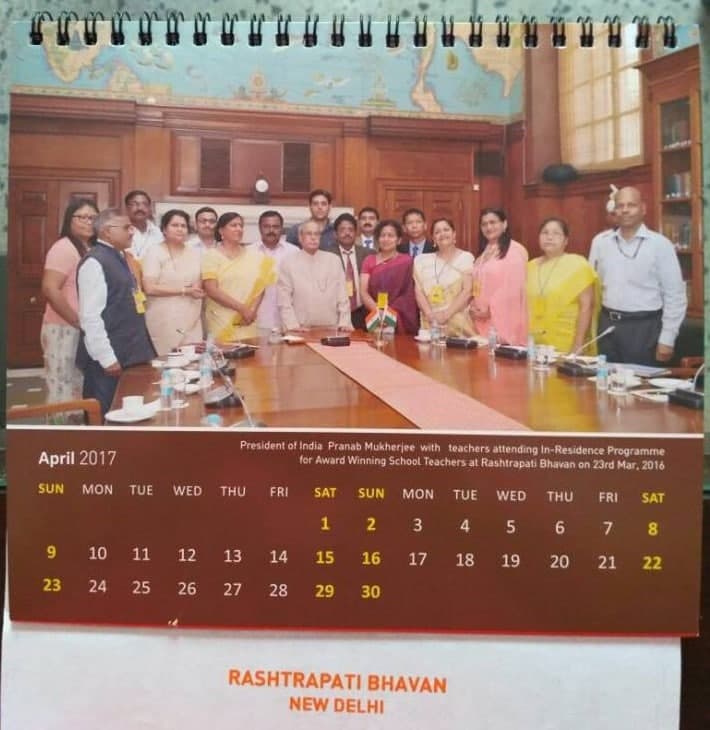 April 2017
President of India Pranab Mukherjee with teachers attending In-Residence Programme
for Award Winning School Teachers at Rashtrapati Bhavan on 23rd Mar, 2016
SUN MON TUE WED THU FRI SAT SUN MON TUE WED THU FRI SAT
1 2 3 4 5 6 7 8
9 10 11 12 13 14 15 16 17 18 19 20 21 22
23 24 25 26 27 28 29 30
RASHTRAPATI BHAVAN
NEW DELHI